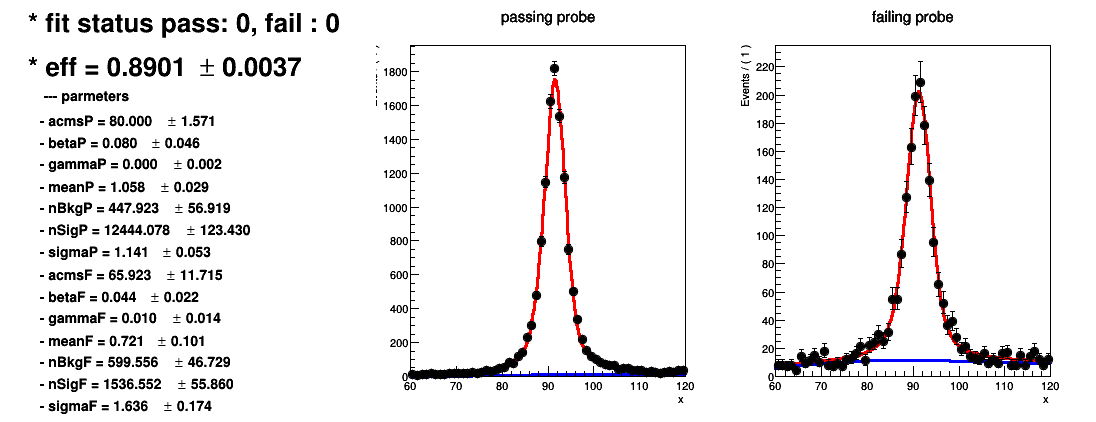 * fit status pass: 0, fail : 0
* eff = 0.8901 ± 0.0037
--- parmeters
- acmsP = 80.000 ± 1.571
- betaP = 0.080 ± 0.046
- gammaP = 0.000 ± 0.002
- meanP = 1.058 ± 0.029
- nBkgP = 447.923 ± 56.919
- nSigP = 12444.078 ± 123.430
- sigmaP = 1.141 ± 0.053
- acmsF = 65.923 ± 11.715
- betaF = 0.044 ± 0.022
- gammaF = 0.010 ± 0.014
- meanF = 0.721 ± 0.101
- nBkgF = 599.556 ± 46.729
- nSigF = 1536.552 ± 55.860
- sigmaF = 1.636 ± 0.174
passing probe
1800
1600
1400
1200
1000
800
600
400
200
0
60 70 80 90 100 110 120
x
failing probe
Events / ( 1 )
220
200
180
160
140
120
100
80
60
40
20
0
60 70 80 90 100 110 120
x